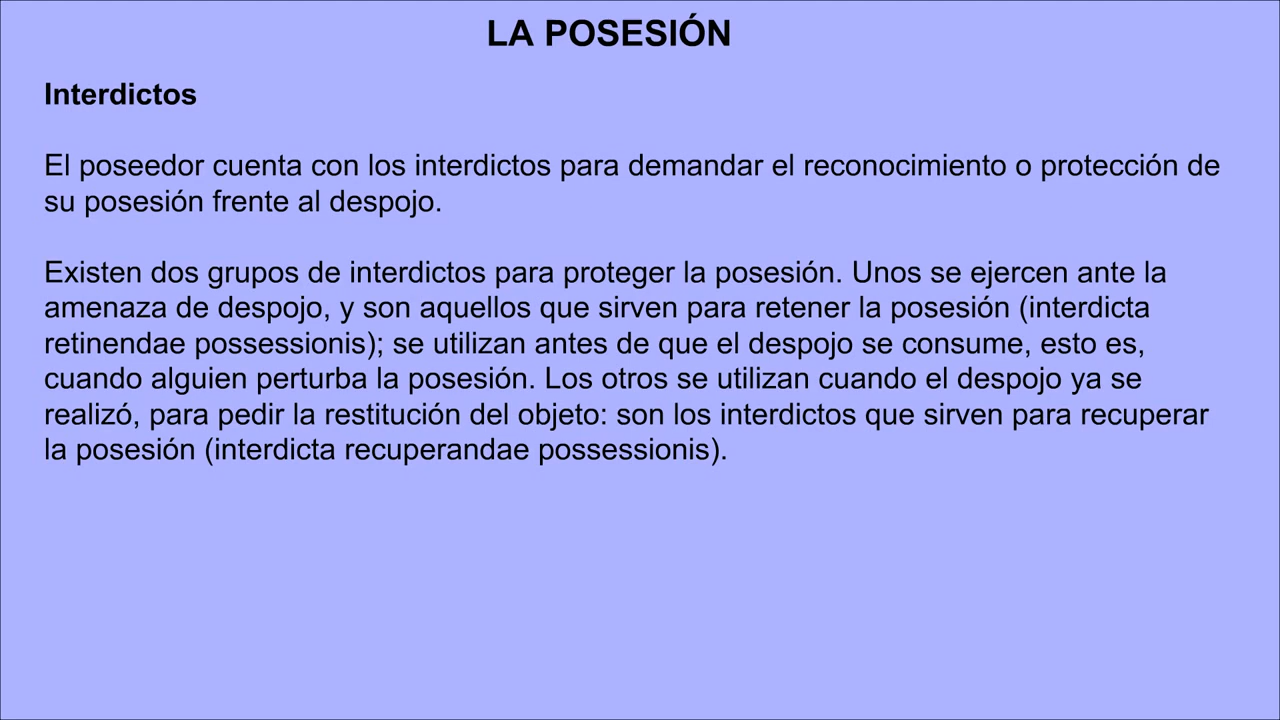 LA POSESIÓN
Interdictos
El poseedor cuenta con los interdictos para demandar el reconocimiento o protección de
su posesión frente al despojo.
Existen dos grupos de interdictos para proteger la posesión. Unos se ejercen ante la
amenaza de despojo, y son aquellos que sirven para retener la posesión (interdicta
retinendae possessionis); se utilizan antes de que el despojo se consume, esto es,
cuando alguien perturba la posesión. Los otros se utilizan cuando el despojo ya se
realizó, para pedir la restitución del objeto: son los interdictos que sirven para recuperar
la posesión (interdicta recuperandae possessionis).